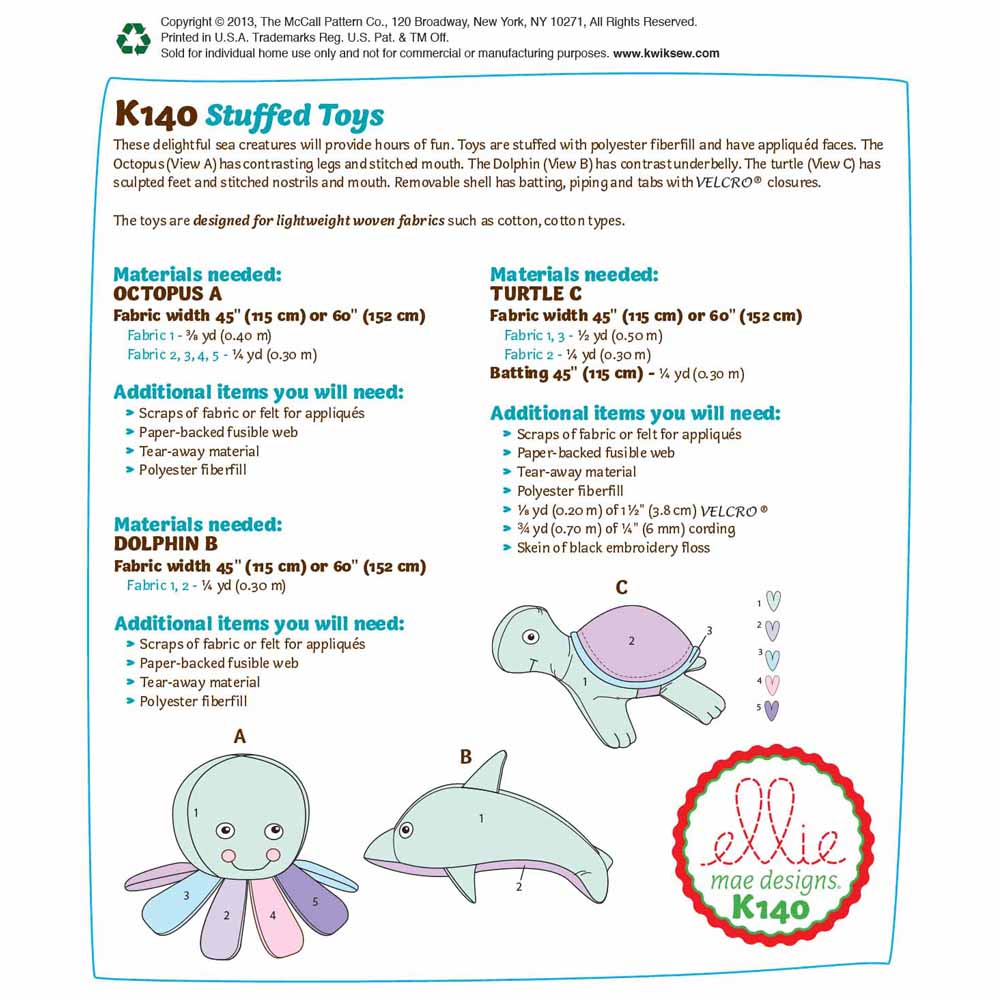 Copyright © 2013, The McCall Pattern Co., 120 Broadway, New York, NY 10271, All Rights Reserved.
Printed in U.S.A. Trademarks Reg. U.S. Pat. & TM Off.
Sold for individual home use only and not for commercial or manufacturing purposes. www.kwiksew.com
K140 Stuffed Toys
These delightful sea creatures will provide hours of fun. Toys are stuffed with polyester fiberfill and have appliquéd faces. The
Octopus (View A) has contrasting legs and stitched mouth. The Dolphin (View B) has contrast underbelly. The turtle (View C) has
sculpted feet and stitched nostrils and mouth. Removable shell has batting, piping and tabs with VELCRO® closures.
The toys are designed for lightweight woven fabrics such as cotton, cotton types.
Materials needed:
OCTOPUS A
Fabric width 45" (115 cm) or 60" (152 cm)
Fabric 1 - ⅜ yd (0.40 m)
Fabric 2, 3, 4, 5 - ¼ yd (0.30 m)
Additional items you will need:
➤ Scraps of fabric or felt for appliqués
➤ Paper-backed fusible web
➤ Tear-away material
➤ Polyester fiberfill
Materials needed:
DOLPHIN B
Fabric width 45" (115 cm) or 60" (152 cm)
Fabric 1, 2 - ¼ yd (0.30 m)
Additional items you will need:
➤ Scraps of fabric or felt for appliqués
➤ Paper-backed fusible web
➤ Tear-away material
➤ Polyester fiberfill
Materials needed:
TURTLE C
Fabric width 45" (115 cm) or 60" (152 cm)
Fabric 1, 3 - ½ yd (0.50 m)
Fabric 2 - ¼ yd (0.30 m)
Batting 45" (115 cm) - ¼ yd (0.30 m)
Additional items you will need:
➤ Scraps of fabric or felt for appliqués
➤ Paper-backed fusible web
➤ Tear-away material
➤ Polyester fiberfill
➤ ⅛ yd (0.20 m) of 1½" (3.8 cm) VELCRO®
➤ ¾ yd (0.70 m) of ¼" (6 mm) cording
➤ Skein of black embroidery floss
C
1
2
3
1
2
3
4
5
A
1
3
2
4
5
B
1
2
ellie
mae designs®
K140